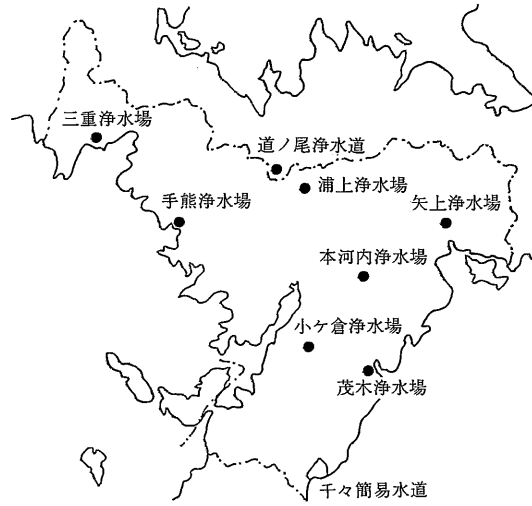 三重浄水場
道ノ尾浄水道
浦上浄水場
手熊浄水場
矢上浄水場
本河内浄水場
小ケ倉浄水場
茂木浄水場
千々簡易水道